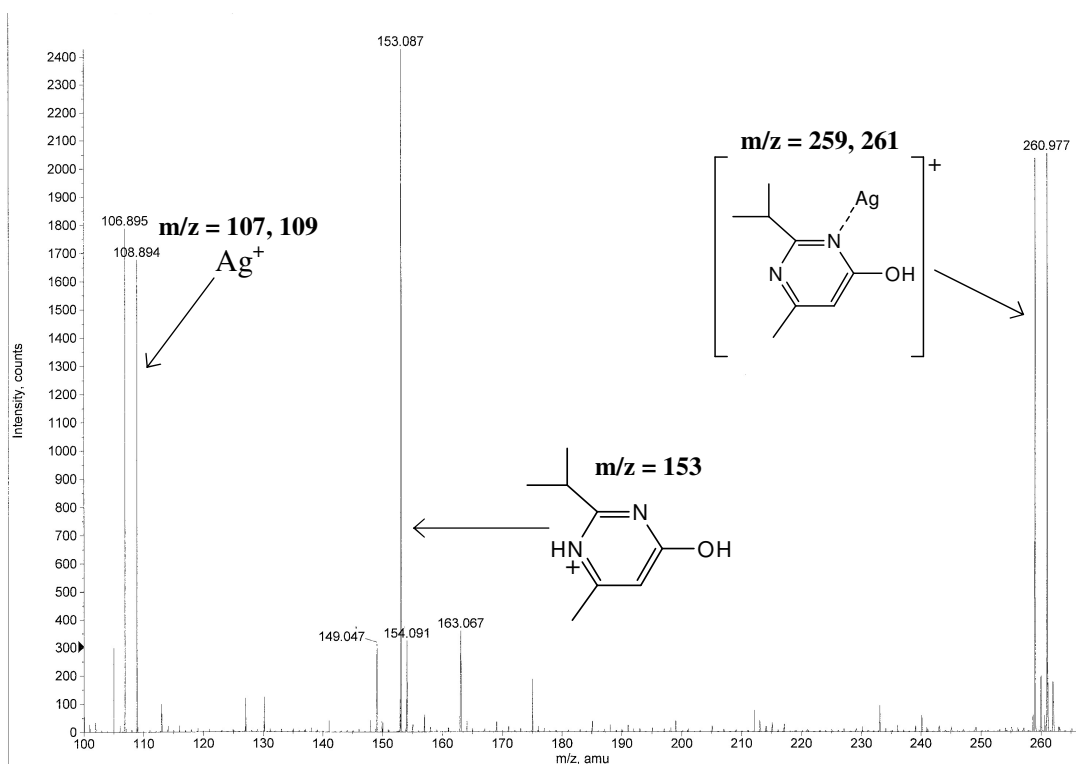 153.087
2400
2300
2200
2100
2000
1900
1800
1700
1600
1500
1400
1300
1200
1100
1000
900
800
700
600
500
400
300
200
100
0
Intensity, counts
106.895
108.894
m/z = 107, 109
Ag+
m/z = 259, 261
260.977
+
Ag
N
N
OH
m/z = 153
N
HN
+
OH
149.047
154.091
163.067
100 110 120 130 140 150 160 170 180 190 200 210 220 230 240 250 260
m/z, amu